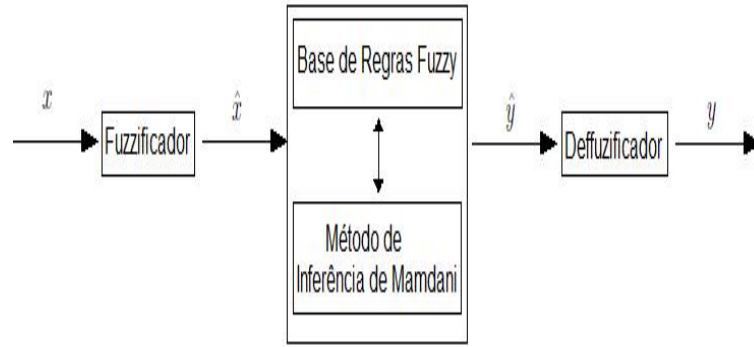 x
Fuzzificador
x̂
Base de Regras Fuzzy
Método de
Inferência de Mamdani
ŷ
Deffuzificador
y